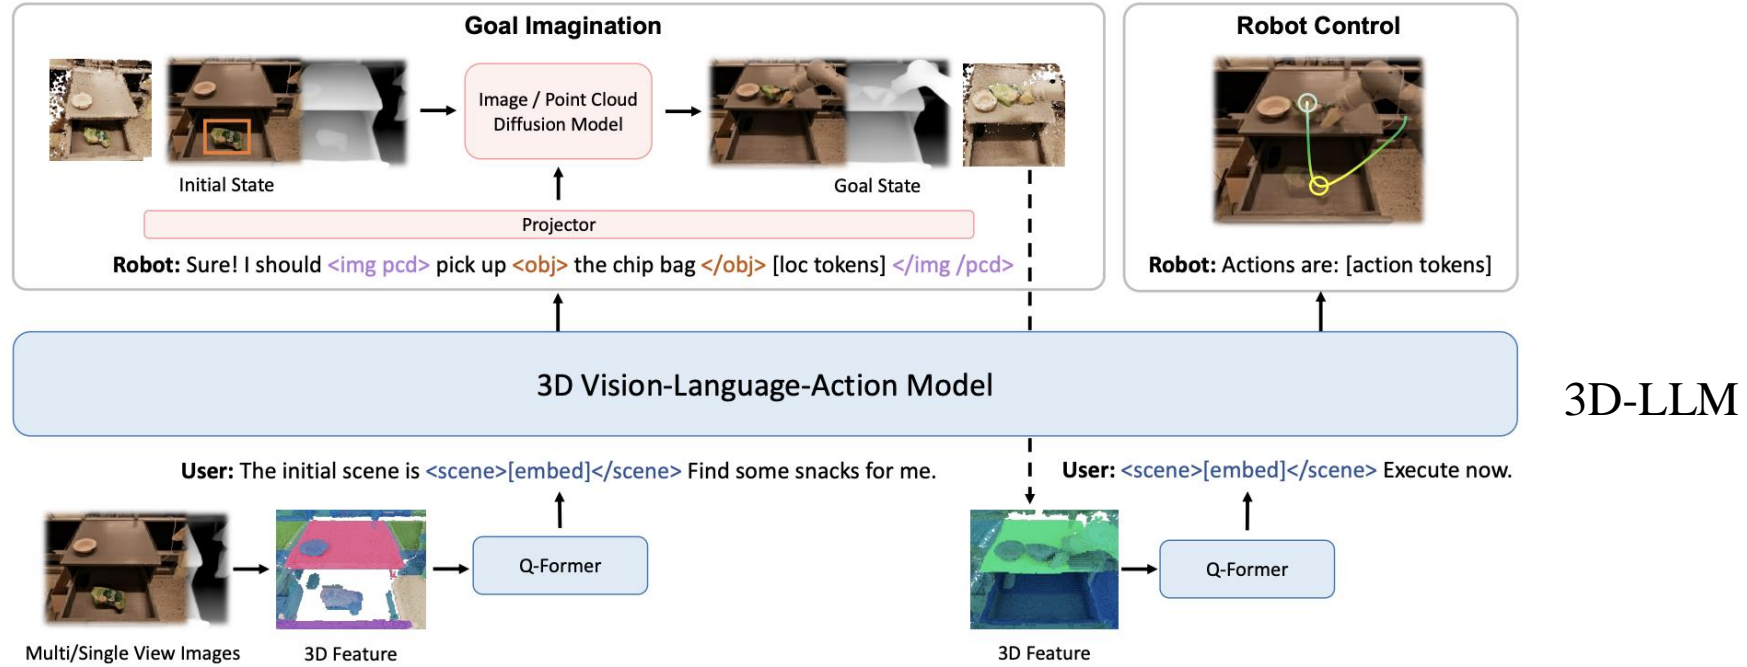 Goal Imagination
Image / Point Cloud
Diffusion Model
Initial State
Goal State
Projector
Robot: Sure! I should <img pcd> pick up <obj> the chip bag </obj> [loc tokens] </img /pcd>
Robot Control
Robot: Actions are: [action tokens]
3D Vision-Language-Action Model
3D-LLM
User: The initial scene is <scene>[embed]</scene> Find some snacks for me.
User: <scene>[embed]</scene> Execute now.
Q-Former
Q-Former
Multi/Single View Images
3D Feature
3D Feature